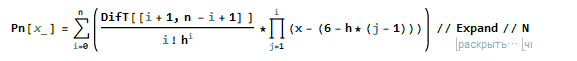 Pn[x_] = ∑_{i=0}^{n} (DifT[[i + 1, n - i + 1]] / (i! h^i) * ∏_{j=1}^{i} (x - (6 - h * (j - 1)))) // Expand // N
раскрыть⋯